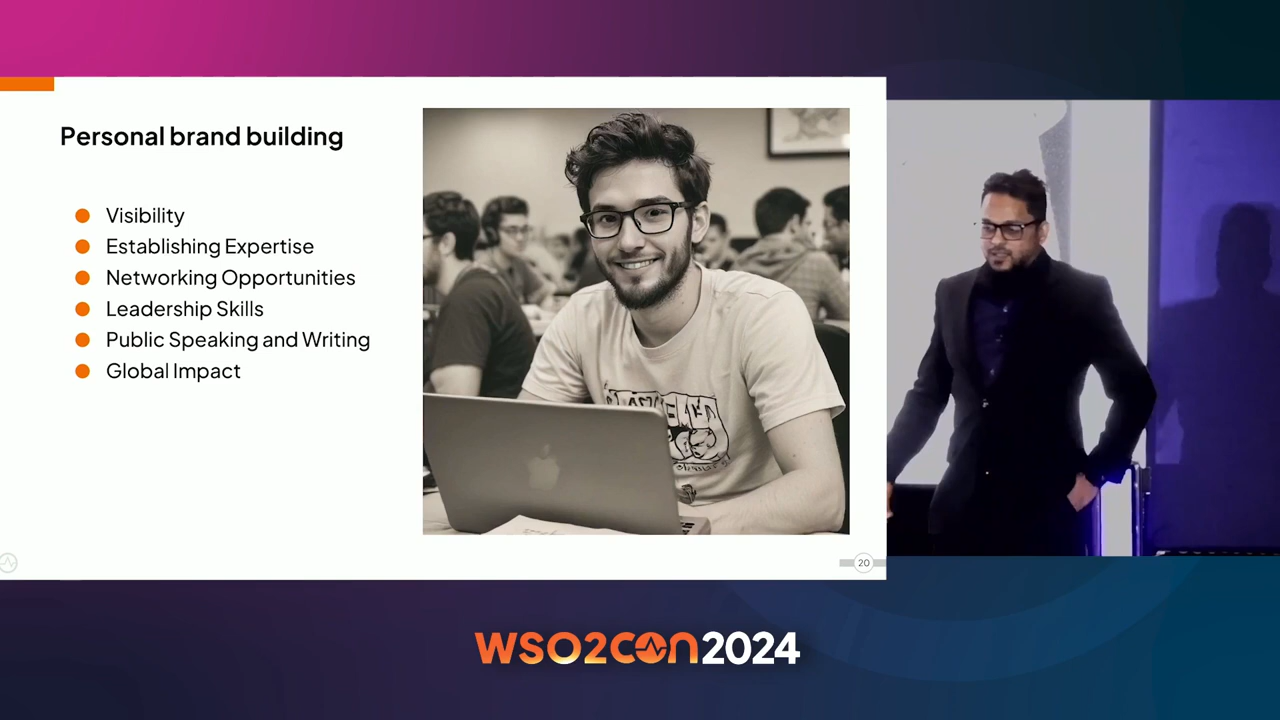 Personal brand building
Visibility
Establishing Expertise
Networking Opportunities
Leadership Skills
Public Speaking and Writing
Global Impact
20
WSO2CON2024